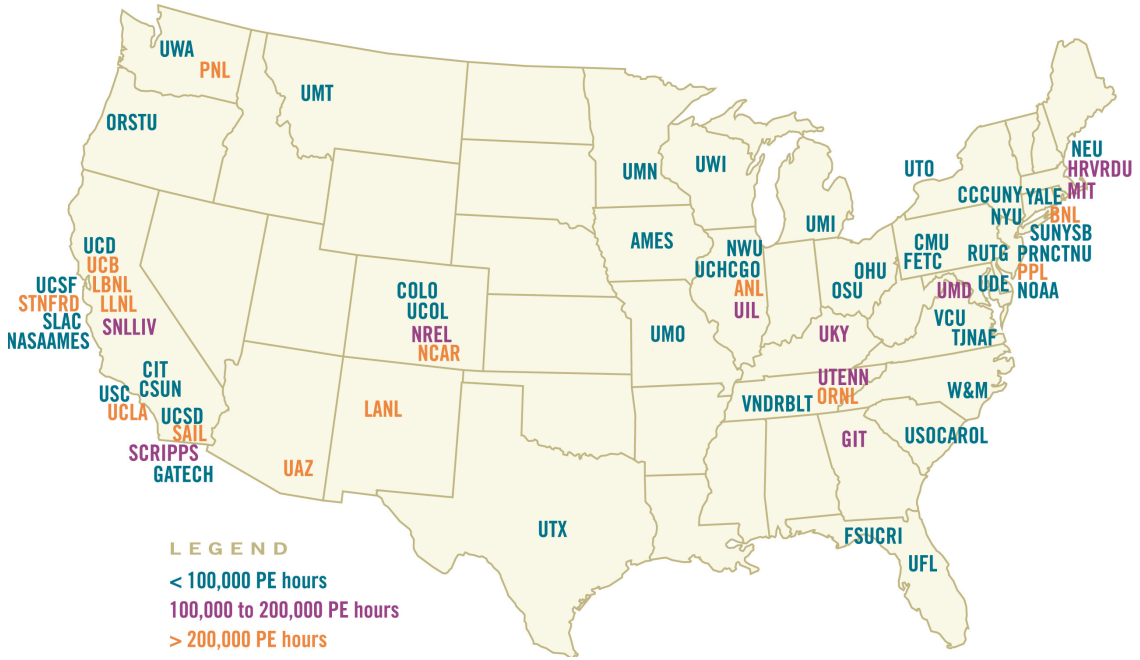 UWA
PNL
UMT
ORSTU
UMN
UWI
UMI
UTO
NEU
HRVRDU
MIT
CCCUNY
YALE
NYU
BNL
SUNYSB
CMU
FETC
RUTG
PRNCTNU
PPL
UDE
NOAA
UMD
VCU
TJNAF
AMES
NWU
UCHCGO
ANL
UIL
OHU
OSU
UCD
UCB
UCSF
LBNL
STNFRD
LLNL
SLAC
SNLLIV
NASAAMES
COLO
UCOL
NREL
NCAR
UMO
UKY
CIT
CSUN
USC
UCLA
UCSD
SAIL
SCRIPPS
GATECH
LANL
UAZ
UTENN
ORNL
VNDRBLT
W&M
GIT
USOCAROL
UTX
FSUCRI
UFL
LEGEND
< 100,000 PE hours
100,000 to 200,000 PE hours
> 200,000 PE hours